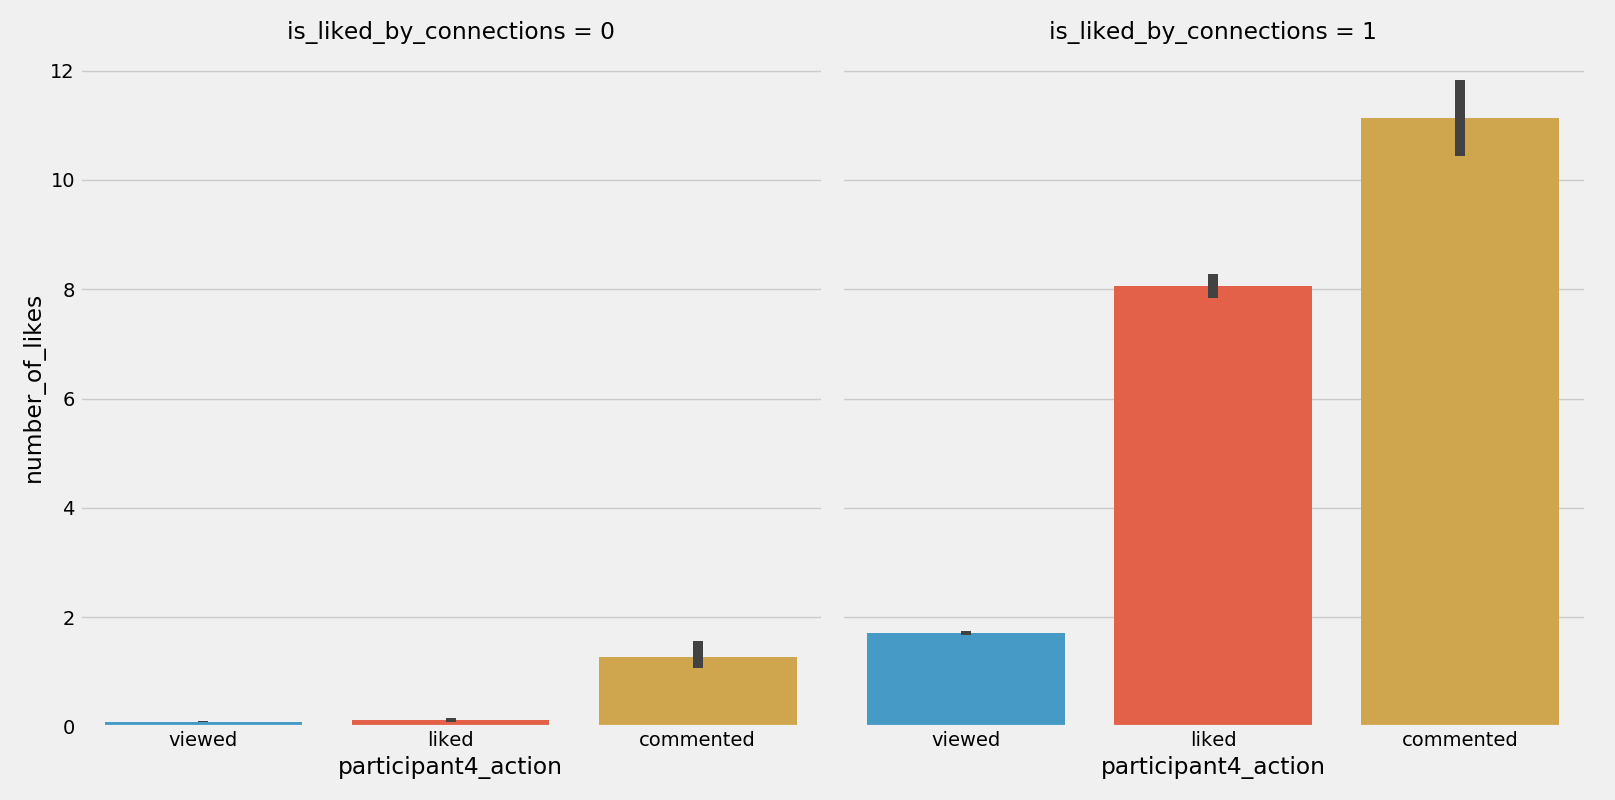 is_liked_by_connections = 0
is_liked_by_connections = 1
number_of_likes
12
10
8
6
4
2
0
viewed
liked
commented
viewed
liked
commented
participant4_action
participant4_action